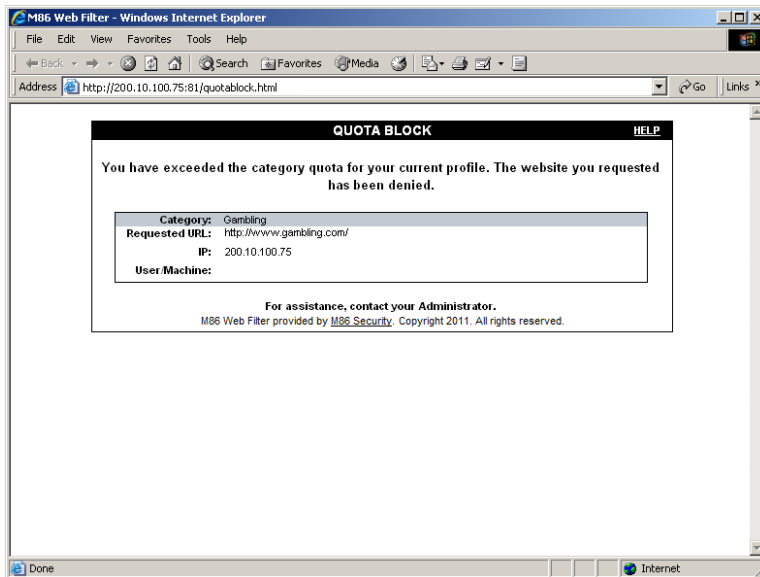 M86 Web Filter - Windows Internet Explorer
File Edit View Favorites Tools Help
Back Search Favorites Media
Address http://200.10.100.75:81/quotablock.html Go Links »
QUOTA BLOCK HELP
You have exceeded the category quota for your current profile. The website you requested
has been denied.
Category: Gambling
Requested URL: http://www.gambling.com/
IP: 200.10.100.75
User/Machine:
For assistance, contact your Administrator.
M86 Web Filter provided by M86 Security. Copyright 2011. All rights reserved.
Done Internet